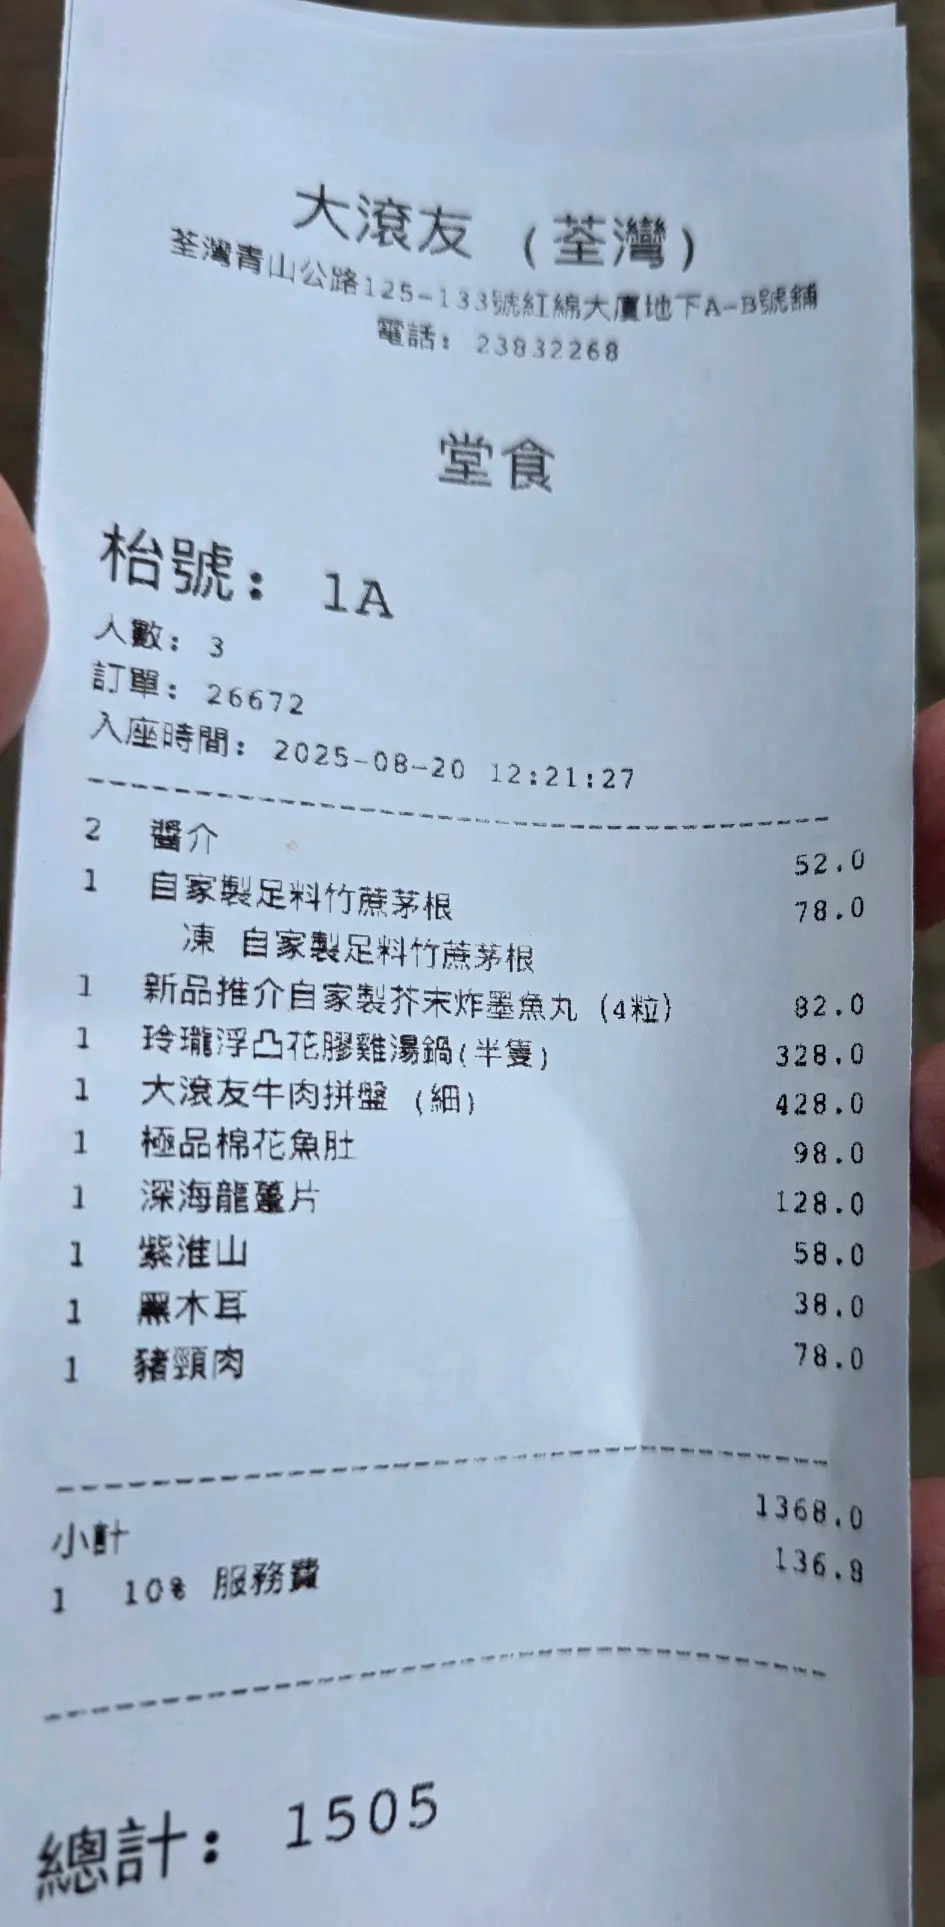 大滾友 (荃灣)
荃灣青山公路125-133號紅綿大廈地下A-B號鋪
電話: 23832268
堂食
枱號: 1A
人數: 3
訂單: 26672
入座時間: 2025-08-20 12:21:27
2 醬介 52.0
1 自家製足料竹蔗茅根 78.0
凍 自家製足料竹蔗茅根
1 新品推介自家製芥末炸墨魚丸 (4粒) 82.0
1 玲瓏浮凸花膠雞湯鍋(半隻) 328.0
1 大滾友牛肉拼盤 (細) 428.0
1 極品棉花魚肚 98.0
1 深海龍躉片 128.0
1 紫淮山 58.0
1 黑木耳 38.0
1 豬頸肉 78.0
小計 1368.0
1 10% 服務費 136.8
總計: 1505